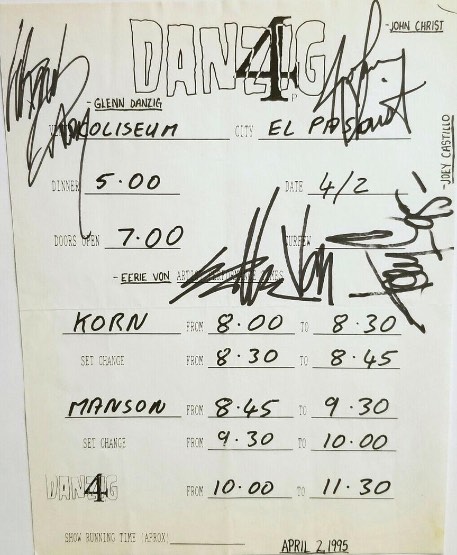 - JOHN CHRIST
DANZIG
4P
- GLENN DANZIG
COLISEUM CITY EL PASO
- JOEY CASTILLO
DINNER 5.00 DATE 4/2
DOORS OPEN 7.00 CURFEW
- EERIE VON
KORN FROM 8.00 TO 8.30
SET CHANGE FROM 8.30 TO 8.45
MANSON FROM 8.45 TO 9.30
SET CHANGE FROM 9.30 TO 10.00
DANZIG 4 FROM 10.00 TO 11.30
SHOW RUNNING TIME (APROX)
APRIL 2, 1995